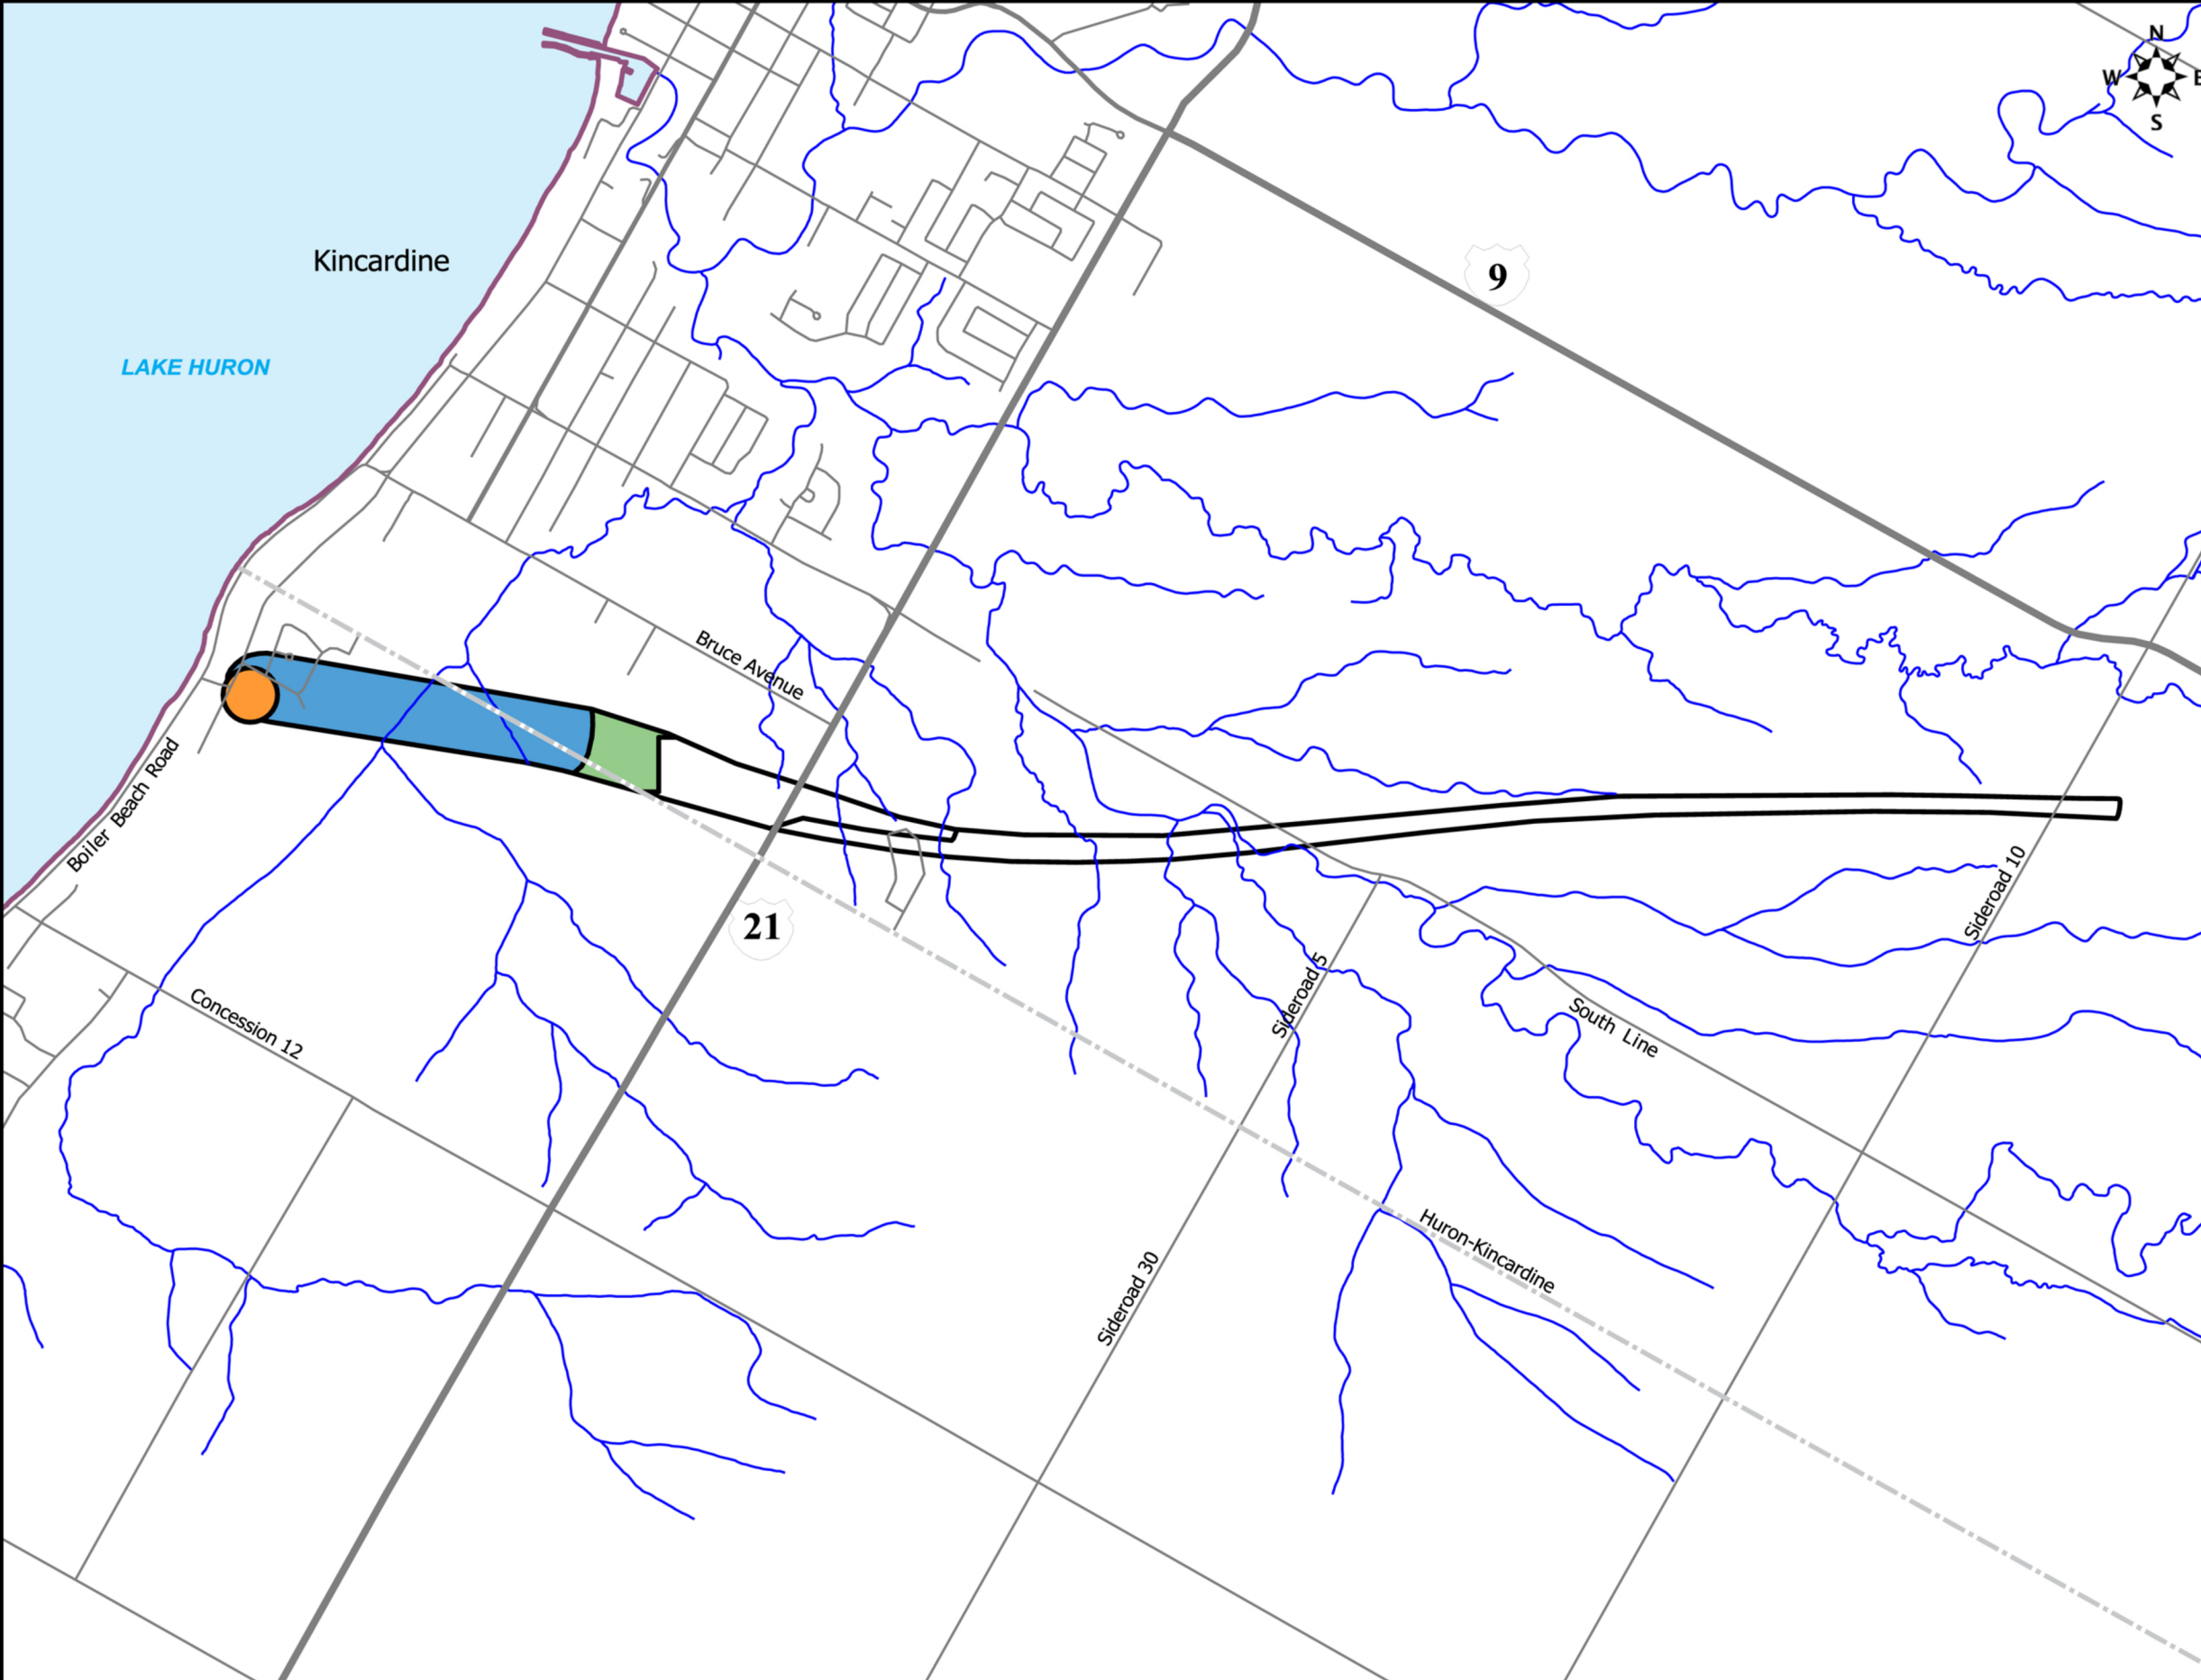 N
W
E
S
Kincardine
9
LAKE HURON
Bruce Avenue
Boiler Beach Road
Sideroad 10
21
Sideroad 5
Concession 12
South Line
Huron-Kincardine
Sideroad 30